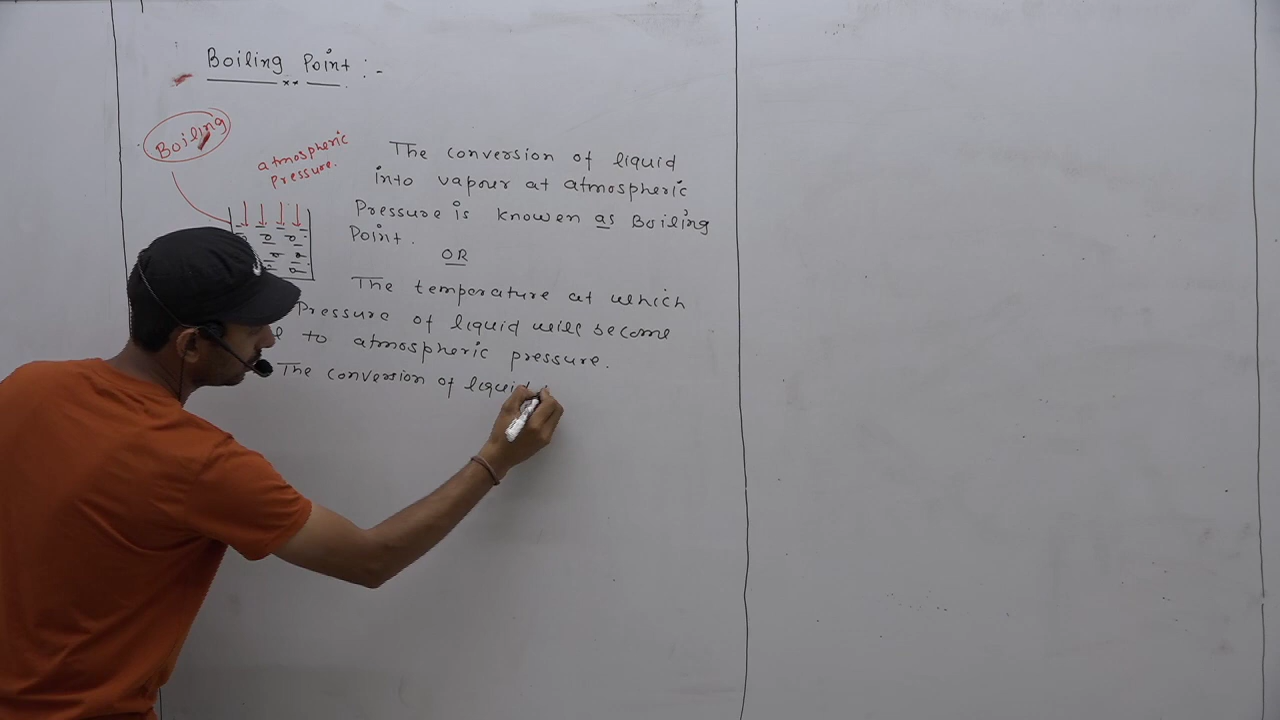 Boiling Point :-
Boiling
atmospheric
Pressure.
The conversion of liquid
into vapour at atmospheric
Pressure is knowen as Boiling
Point.
OR
The temperature at which
Pressure of liquid will become
to atmospheric pressure.
The conversion of liquid